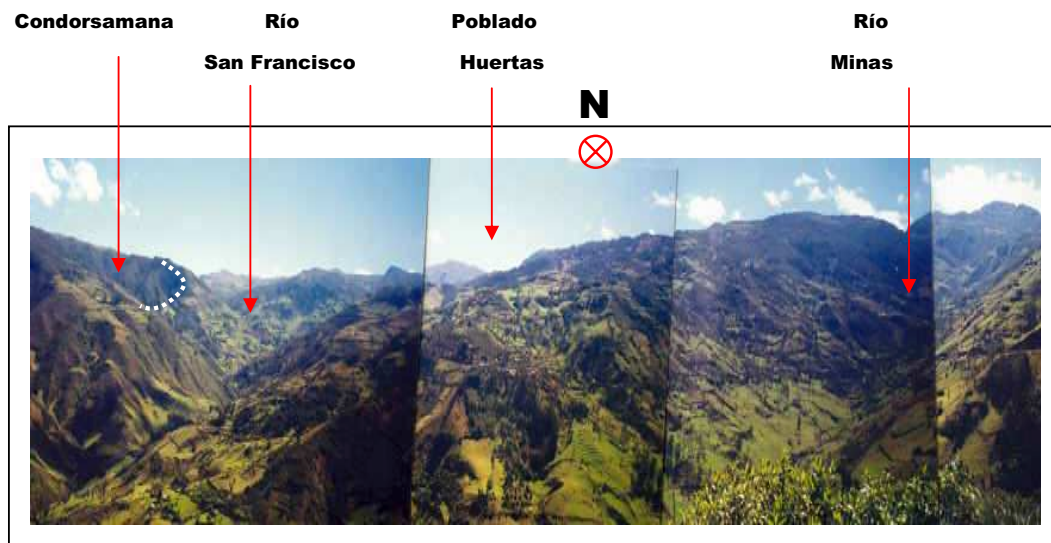 Condorsamana
Río
San Francisco
Poblado
Huertas
Río
Minas
N